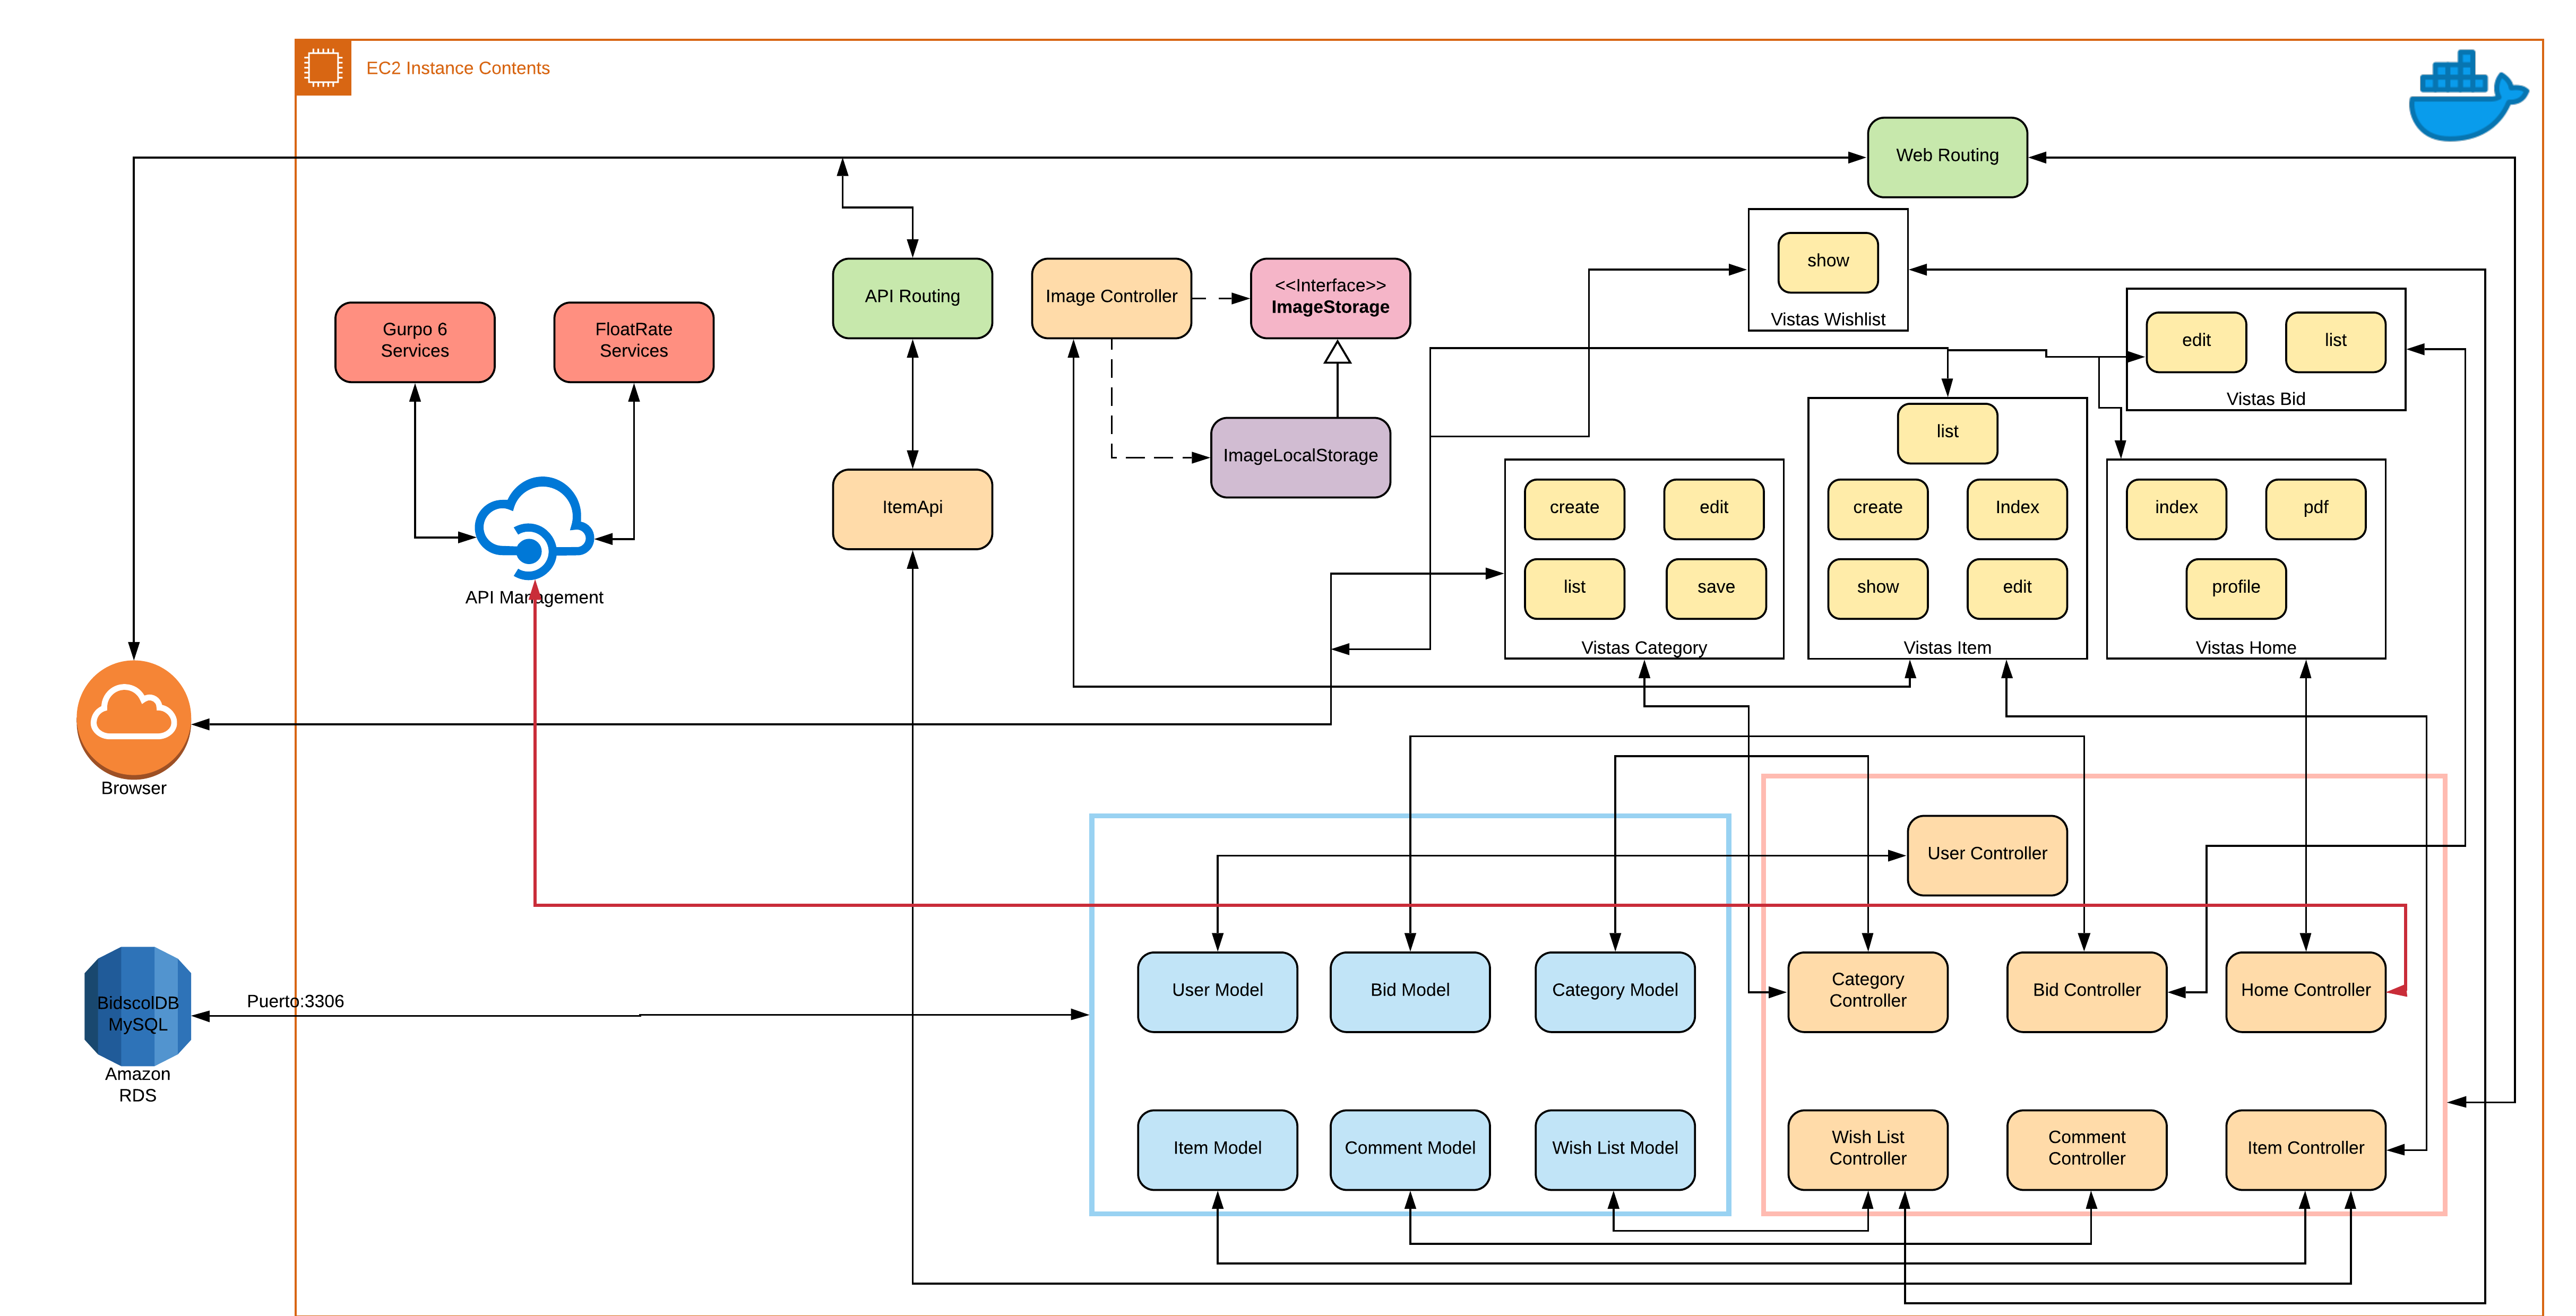 EC2 Instance Contents
Web Routing
show
Vistas Wishlist
API Routing
Image Controller
<<Interface>>
ImageStorage
Gurpo 6
Services
FloatRate
Services
edit
list
Vistas Bid
ImageLocalStorage
ItemApi
list
create
edit
list
save
Vistas Category
create
Index
show
edit
Vistas Item
index
pdf
profile
Vistas Home
API Management
Browser
User Controller
BidscolDB
MySQL
Amazon
RDS
Puerto:3306
User Model
Bid Model
Category Model
Category
Controller
Bid Controller
Home Controller
Item Model
Comment Model
Wish List Model
Wish List
Controller
Comment
Controller
Item Controller